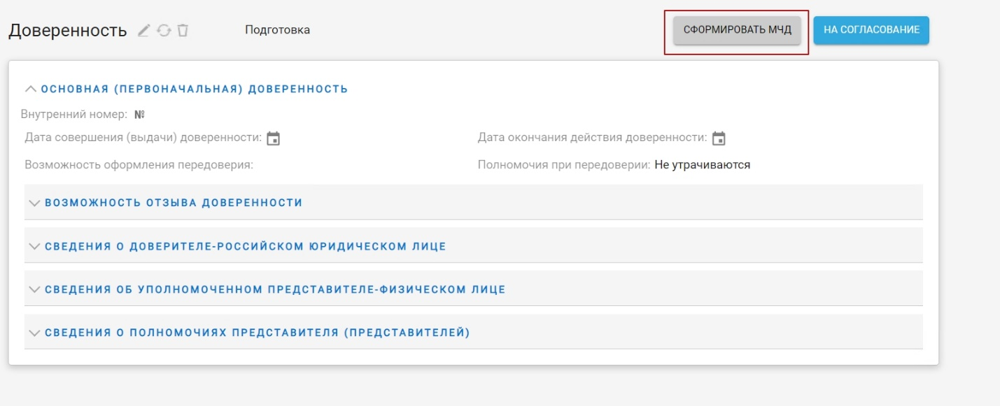 Доверенность Подготовка СФОРМИРОВАТЬ МЧД НА СОГЛАСОВАНИЕ
ОСНОВНАЯ (ПЕРВОНАЧАЛЬНАЯ) ДОВЕРЕННОСТЬ
Внутренний номер: №
Дата совершения (выдачи) доверенности: Дата окончания действия доверенности:
Возможность оформления передоверия: Полномочия при передоверии: Не утрачиваются
ВОЗМОЖНОСТЬ ОТЗЫВА ДОВЕРЕННОСТИ
СВЕДЕНИЯ О ДОВЕРИТЕЛЕ-РОССИЙСКОМ ЮРИДИЧЕСКОМ ЛИЦЕ
СВЕДЕНИЯ ОБ УПОЛНОМОЧЕННОМ ПРЕДСТАВИТЕЛЕ-ФИЗИЧЕСКОМ ЛИЦЕ
СВЕДЕНИЯ О ПОЛНОМОЧИЯХ ПРЕДСТАВИТЕЛЯ (ПРЕДСТАВИТЕЛЕЙ)